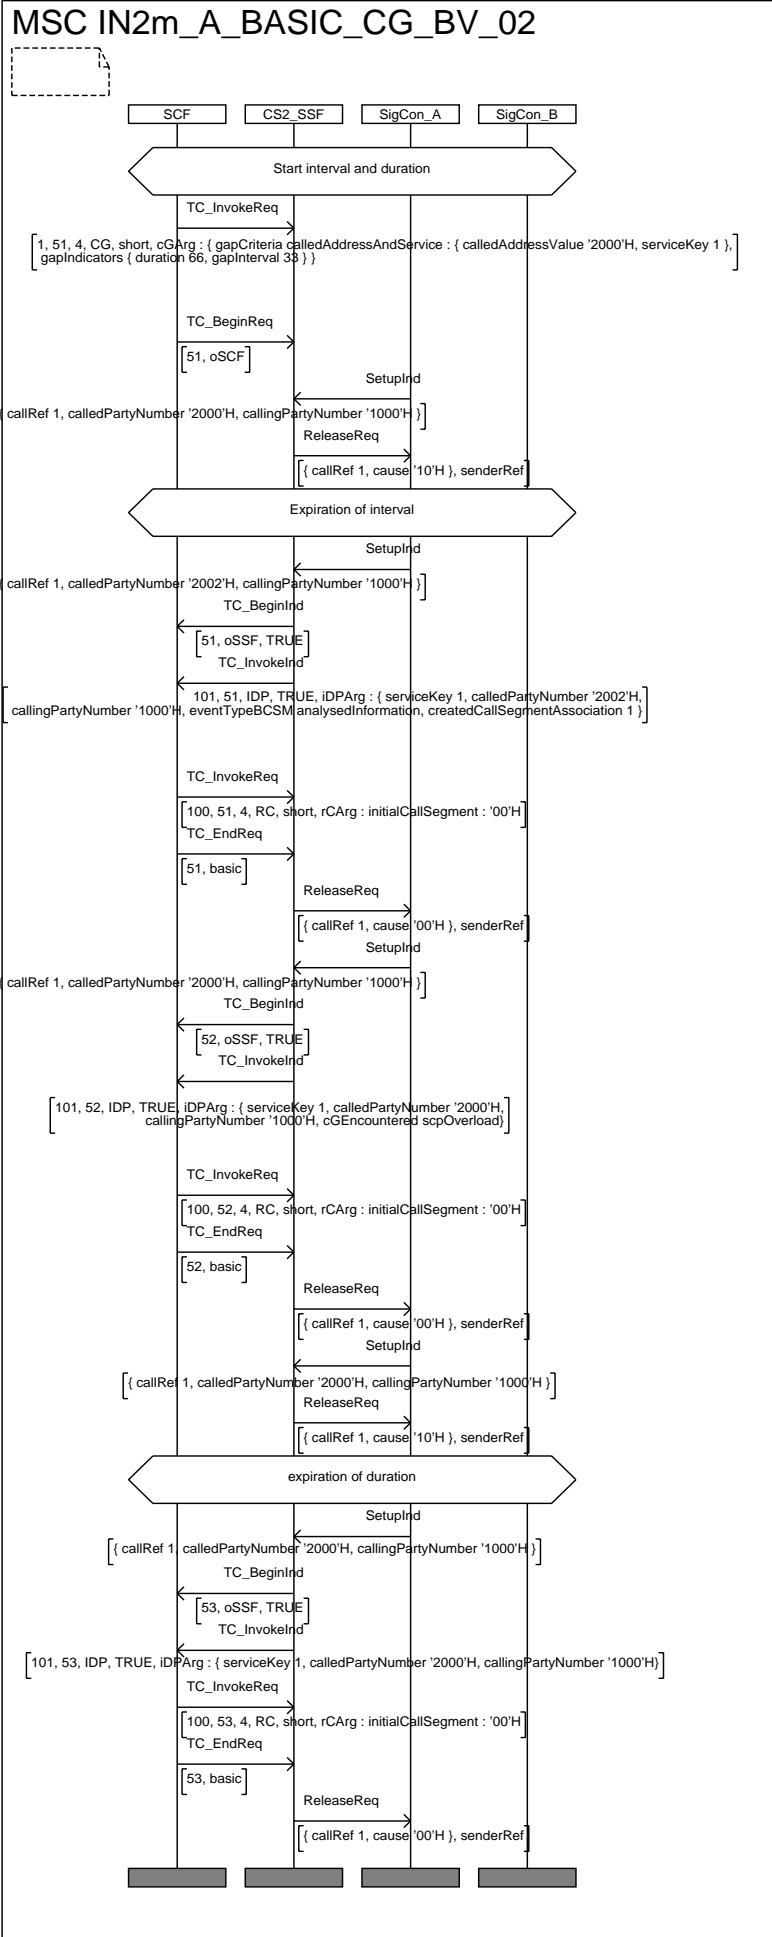 MSC IN2m_A_BASIC_CG_BV_02
SCF
CS2_SSF
SigCon_A
SigCon_B
Start interval and duration
TC_InvokeReq
1, 51, 4, CG, short, cGArg : { gapCriteria calledAddressAndService : { calledAddressValue '2000'H, serviceKey 1 },
gapIndicators { duration 66, gapInterval 33 } }
TC_BeginReq
51, oSCF
SetupInd
{ callRef 1, calledPartyNumber '2000'H, callingPartyNumber '1000'H }
ReleaseReq
{ callRef 1, cause '10'H }, senderRef
Expiration of interval
SetupInd
{ callRef 1, calledPartyNumber '2002'H, callingPartyNumber '1000'H }
TC_BeginInd
51, oSSF, TRUE
TC_InvokeInd
101, 51, IDP, TRUE, iDPArg : { serviceKey 1, calledPartyNumber '2002'H,
callingPartyNumber '1000'H, eventTypeBCSM analysedInformation, createdCallSegmentAssociation 1 }
TC_InvokeReq
100, 51, 4, RC, short, rCArg : initialCallSegment : '00'H
TC_EndReq
51, basic
ReleaseReq
{ callRef 1, cause '00'H }, senderRef
SetupInd
{ callRef 1, calledPartyNumber '2000'H, callingPartyNumber '1000'H }
TC_BeginInd
52, oSSF, TRUE
TC_InvokeInd
101, 52, IDP, TRUE, iDPArg : { serviceKey 1, calledPartyNumber '2000'H,
callingPartyNumber '1000'H, cGEncountered scpOverload}
TC_InvokeReq
100, 52, 4, RC, short, rCArg : initialCallSegment : '00'H
TC_EndReq
52, basic
ReleaseReq
{ callRef 1, cause '00'H }, senderRef
SetupInd
{ callRef 1, calledPartyNumber '2000'H, callingPartyNumber '1000'H }
ReleaseReq
{ callRef 1, cause '10'H }, senderRef
expiration of duration
SetupInd
{ callRef 1, calledPartyNumber '2000'H, callingPartyNumber '1000'H }
TC_BeginInd
53, oSSF, TRUE
TC_InvokeInd
101, 53, IDP, TRUE, iDPArg : { serviceKey 1, calledPartyNumber '2000'H, callingPartyNumber '1000'H}
TC_InvokeReq
100, 53, 4, RC, short, rCArg : initialCallSegment : '00'H
TC_EndReq
53, basic
ReleaseReq
{ callRef 1, cause '00'H }, senderRef